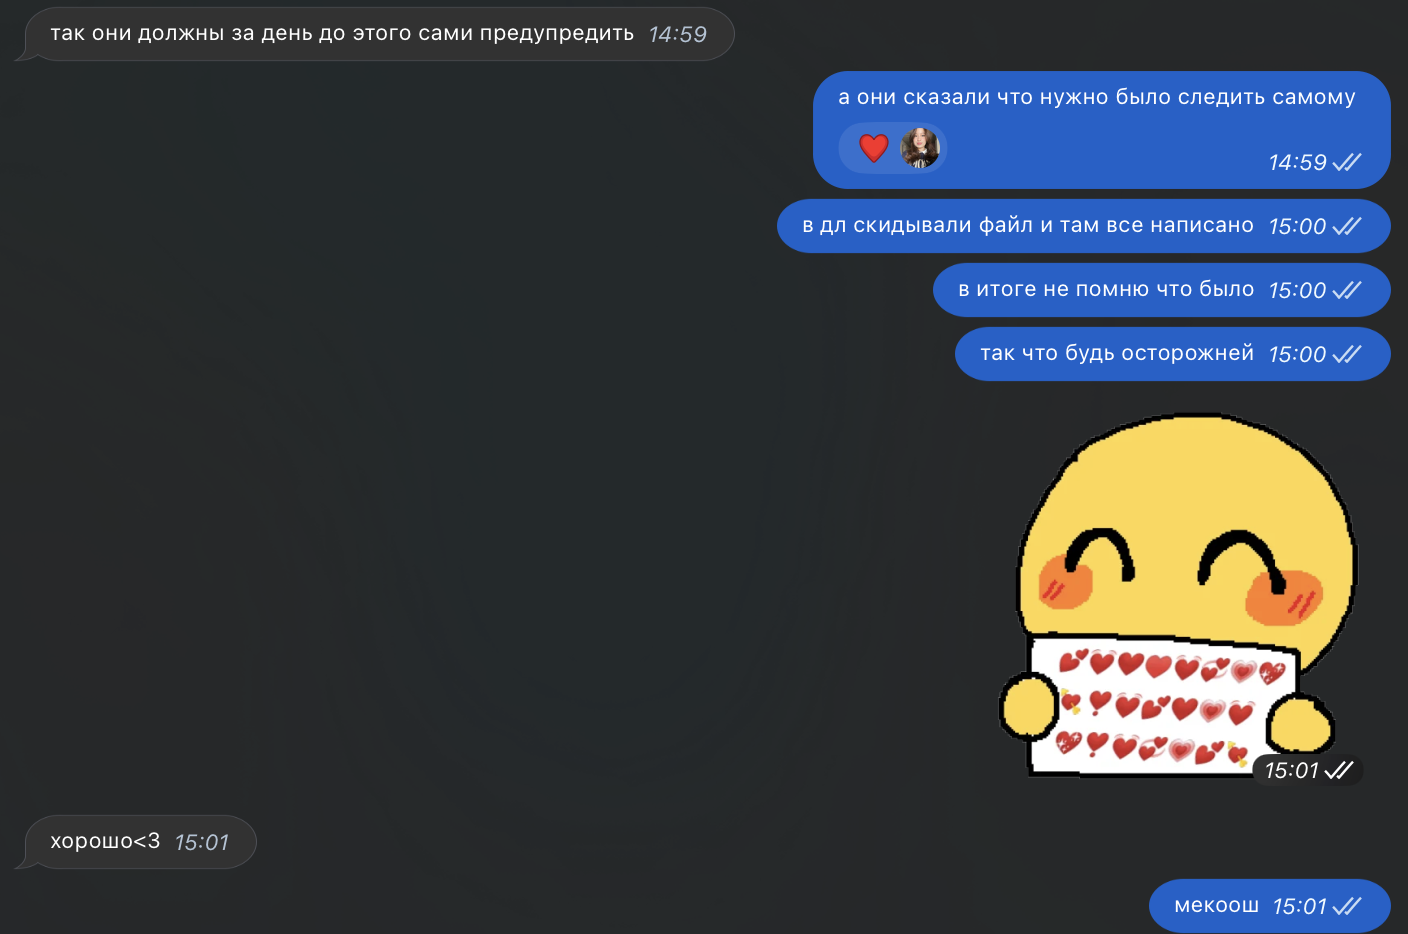 так они должны за день до этого сами предупредить 14:59
а они сказали что нужно было следить самому
14:59
в дл скидывали файл и там все написано 15:00
в итоге не помню что было 15:00
так что будь осторожней 15:00
15:01
хорошо<3 15:01
мекоош 15:01